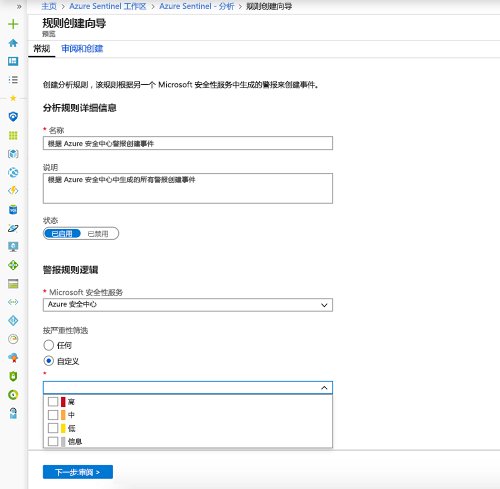 » 主页 > Azure Sentinel 工作区 > Azure Sentinel - 分析 > 规则创建向导
规则创建向导
预览
常规 审阅和创建
创建分析规则，该规则根据另一个 Microsoft 安全性服务中生成的警报来创建事件。
分析规则详细信息
* 名称
根据 Azure 安全中心警报创建事件
说明
根据 Azure 安全中心中生成的所有警报创建事件
状态
已启用 已禁用
警报规则逻辑
* Microsoft 安全性服务
Azure 安全中心
按严重性筛选
任何
自定义
*
高
中
低
信息
下一步:审阅 >